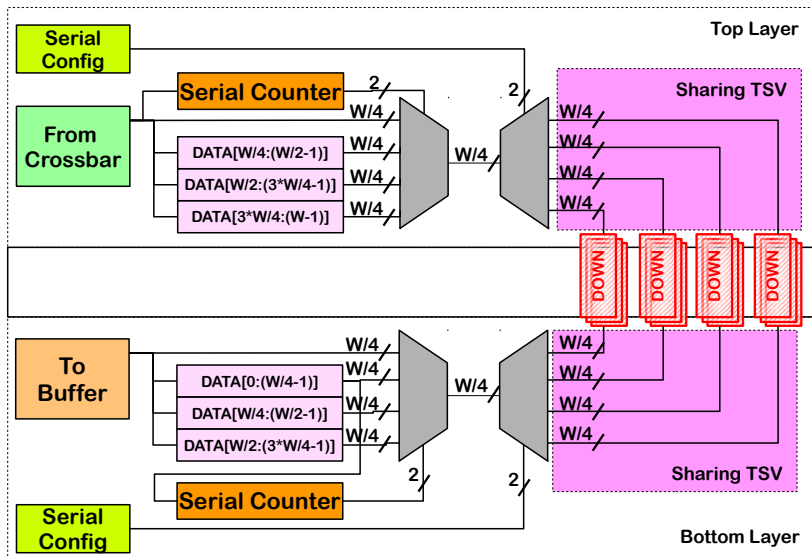 Top Layer
Serial
Config
Serial Counter
2
2
Sharing TSV
From
Crossbar
W/4
W/4
DATA[W/4:(W/2-1)]
W/4
W/4
W/4
DATA[W/2:(3*W/4-1)]
W/4
W/4
DATA[3*W/4:(W-1)]
W/4
W/4
DOWN
DOWN
DOWN
DOWN
To
Buffer
W/4
W/4
DATA[0:(W/4-1)]
W/4
W/4
W/4
DATA[W/4:(W/2-1)]
W/4
W/4
DATA[W/2:(3*W/4-1)]
W/4
W/4
Sharing TSV
Serial Counter
2
2
Serial
Config
Bottom Layer